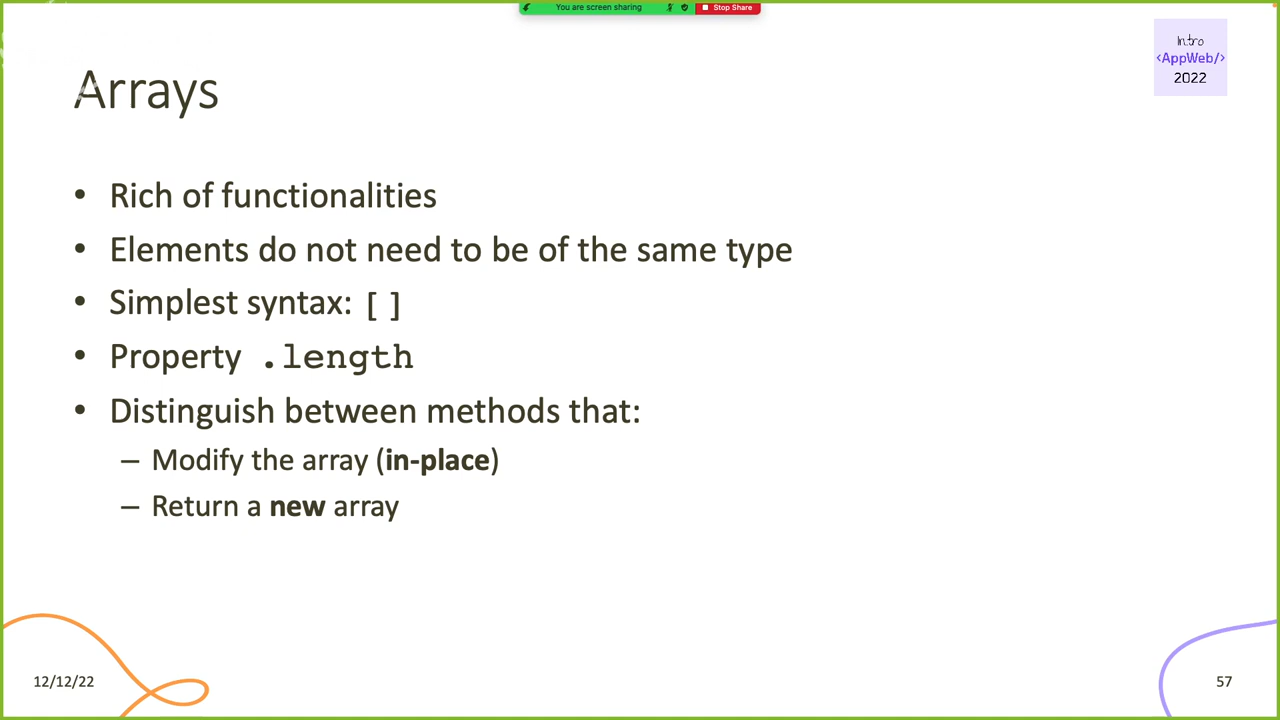 You are screen sharing
Stop Share
Intro
<AppWeb/>
2022
Arrays
• Rich of functionalities
• Elements do not need to be of the same type
• Simplest syntax: []
• Property .length
• Distinguish between methods that:
– Modify the array (in-place)
– Return a new array
12/12/22
57